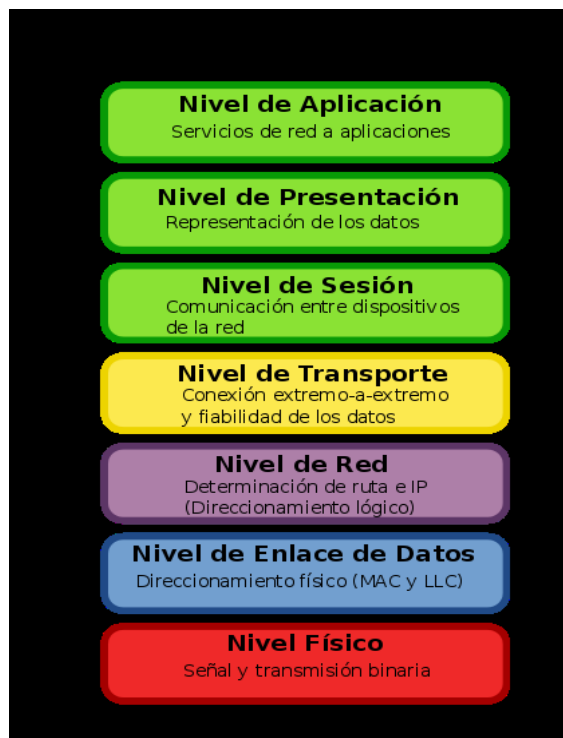 Nivel de Aplicación
Servicios de red a aplicaciones
Nivel de Presentación
Representación de los datos
Nivel de Sesión
Comunicación entre dispositivos
de la red
Nivel de Transporte
Conexión extremo-a-extremo
y fiabilidad de los datos
Nivel de Red
Determinación de ruta e IP
(Direccionamiento lógico)
Nivel de Enlace de Datos
Direccionamiento físico (MAC y LLC)
Nivel Físico
Señal y transmisión binaria